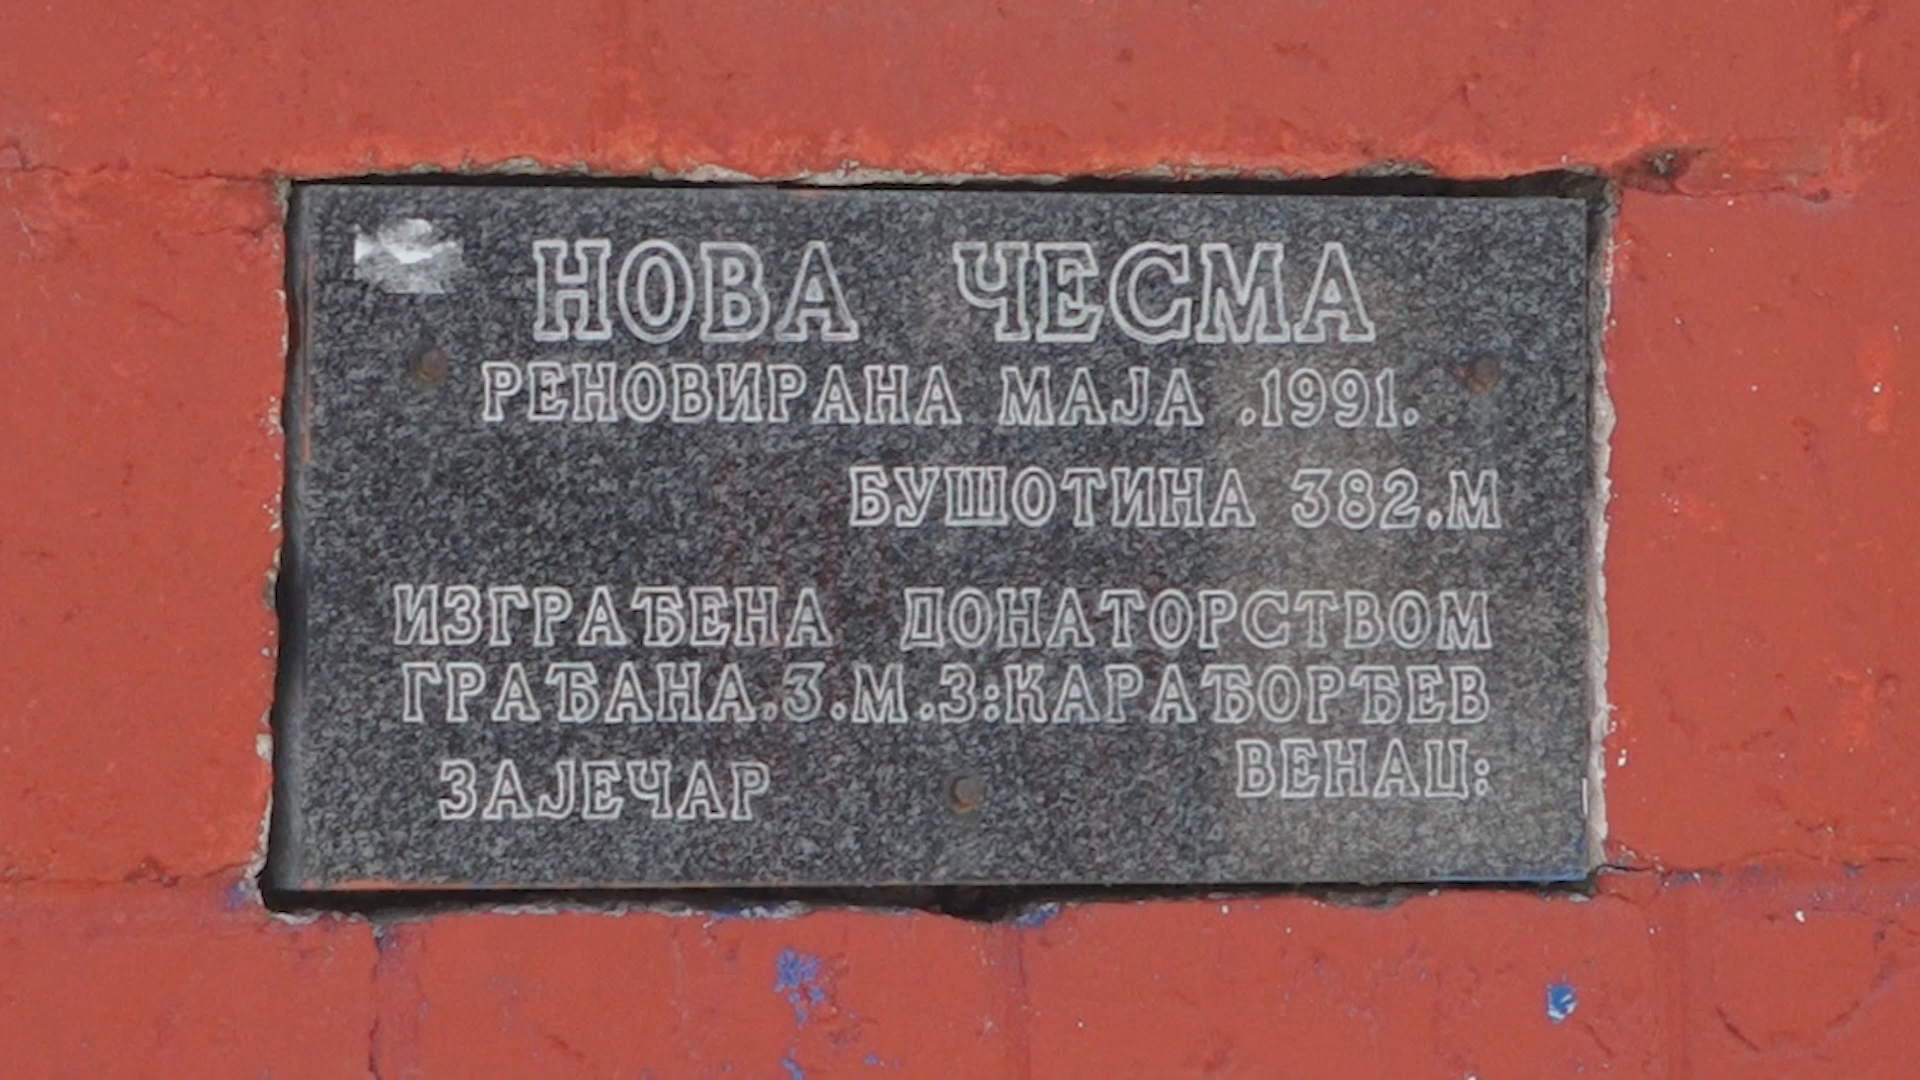 НОВА ЧЕСМА
РЕНОВИРАНА МАЈА .1991.
БУШОТИНА 382.М
ИЗГРАЂЕНА ДОНАТОРСТВОМ
ГРАЂАНА.З.М.З:КАРАЂОРЂЕВ
ВЕНАЦ:
ЗАЈЕЧАР